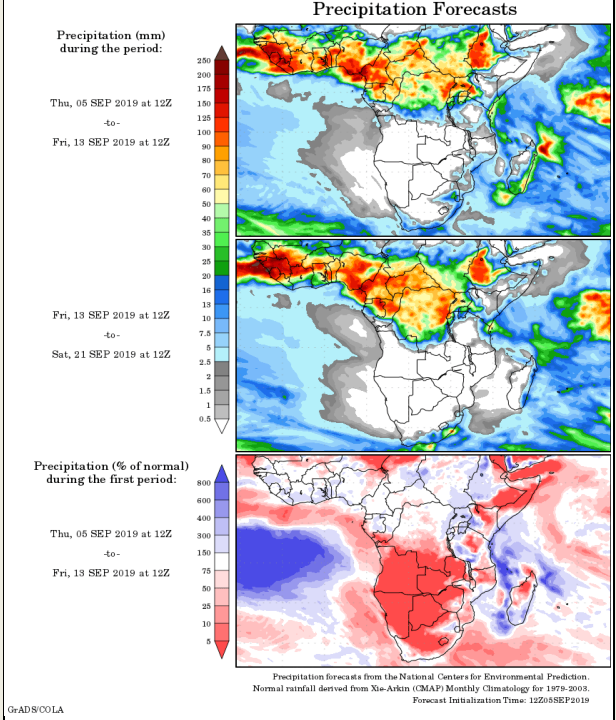 Precipitation Forecasts
Precipitation (mm)
during the period:
Thu, 05 SEP 2019 at 12Z
-to-
Fri, 13 SEP 2019 at 12Z
250
200
175
150
125
100
90
80
70
60
50
40
35
30
25
20
16
13
10
7.5
5
2.5
2
1.5
1
0.5
Fri, 13 SEP 2019 at 12Z
-to-
Sat, 21 SEP 2019 at 12Z
Precipitation (% of normal)
during the first period:
Thu, 05 SEP 2019 at 12Z
-to-
Fri, 13 SEP 2019 at 12Z
800
600
400
300
150
75
50
25
10
5
Precipitation forecasts from the National Centers for Environmental Prediction.
Normal rainfall derived from Xie-Arkin (CMAP) Monthly Climatology for 1979-2003.
Forecast Initialization Time: 12Z05SEP2019
GrADS/COLA